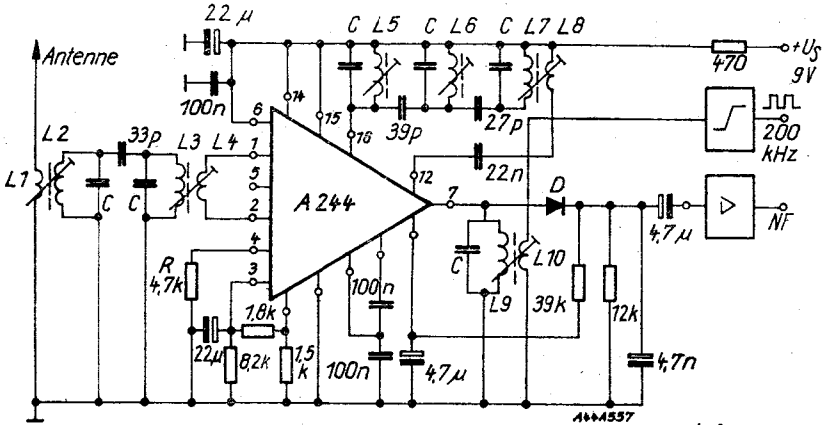 22 μ
C L5 C L6 C L7 L8
Antenne
470
+US
9V
100n
14
15
16
39p
27p
200
kHz
6
33p
L2
L3 L4
1
12
22n
L1
C
C
5
A 244
7
D
2
4,7μ
NF
4
R
4,7k
3
C
L10
L9
100n
39k
12k
1,8k
22μ
8,2k
1,5
k
100n
4,7μ
4,7n
A44A557